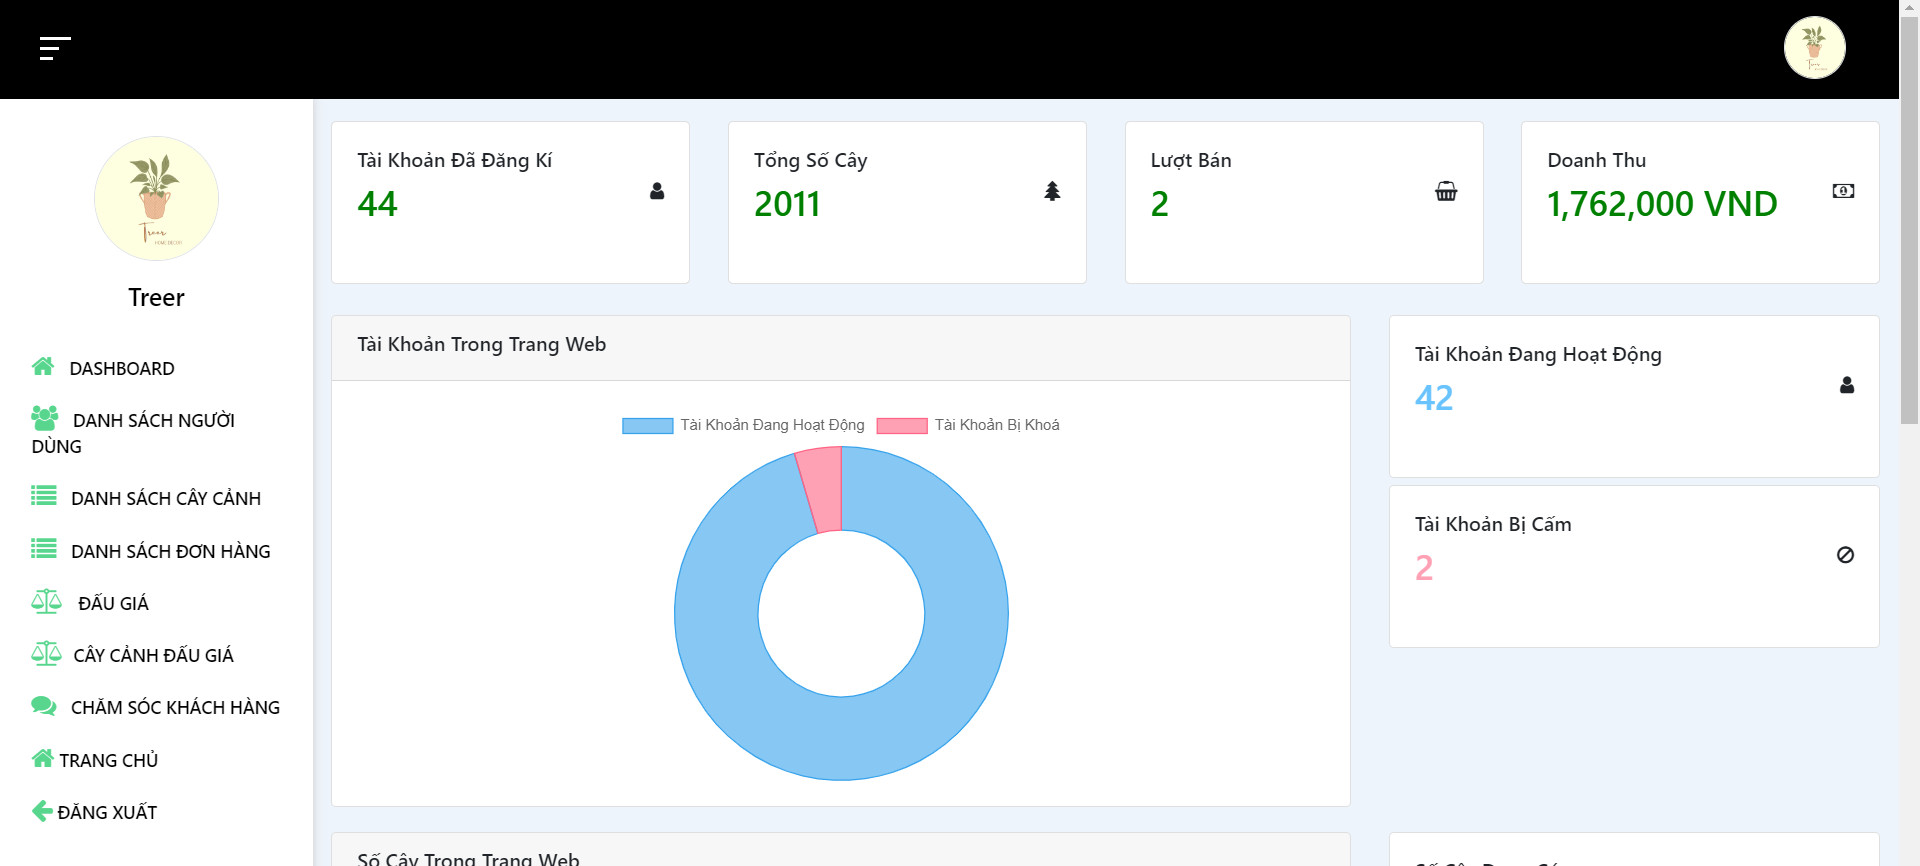 Treer
DASHBOARD
DANH SÁCH NGƯỜI
DÙNG
DANH SÁCH CÂY CẢNH
DANH SÁCH ĐƠN HÀNG
ĐẤU GIÁ
CÂY CẢNH ĐẤU GIÁ
CHĂM SÓC KHÁCH HÀNG
TRANG CHỦ
ĐĂNG XUẤT
Tài Khoản Đã Đăng Kí
44
Tổng Số Cây
2011
Lượt Bán
2
Doanh Thu
1,762,000 VND
Tài Khoản Trong Trang Web
Tài Khoản Đang Hoạt Động
Tài Khoản Bị Khoá
Tài Khoản Đang Hoạt Động
42
Tài Khoản Bị Cấm
2
Số Cây Trong Trang Web